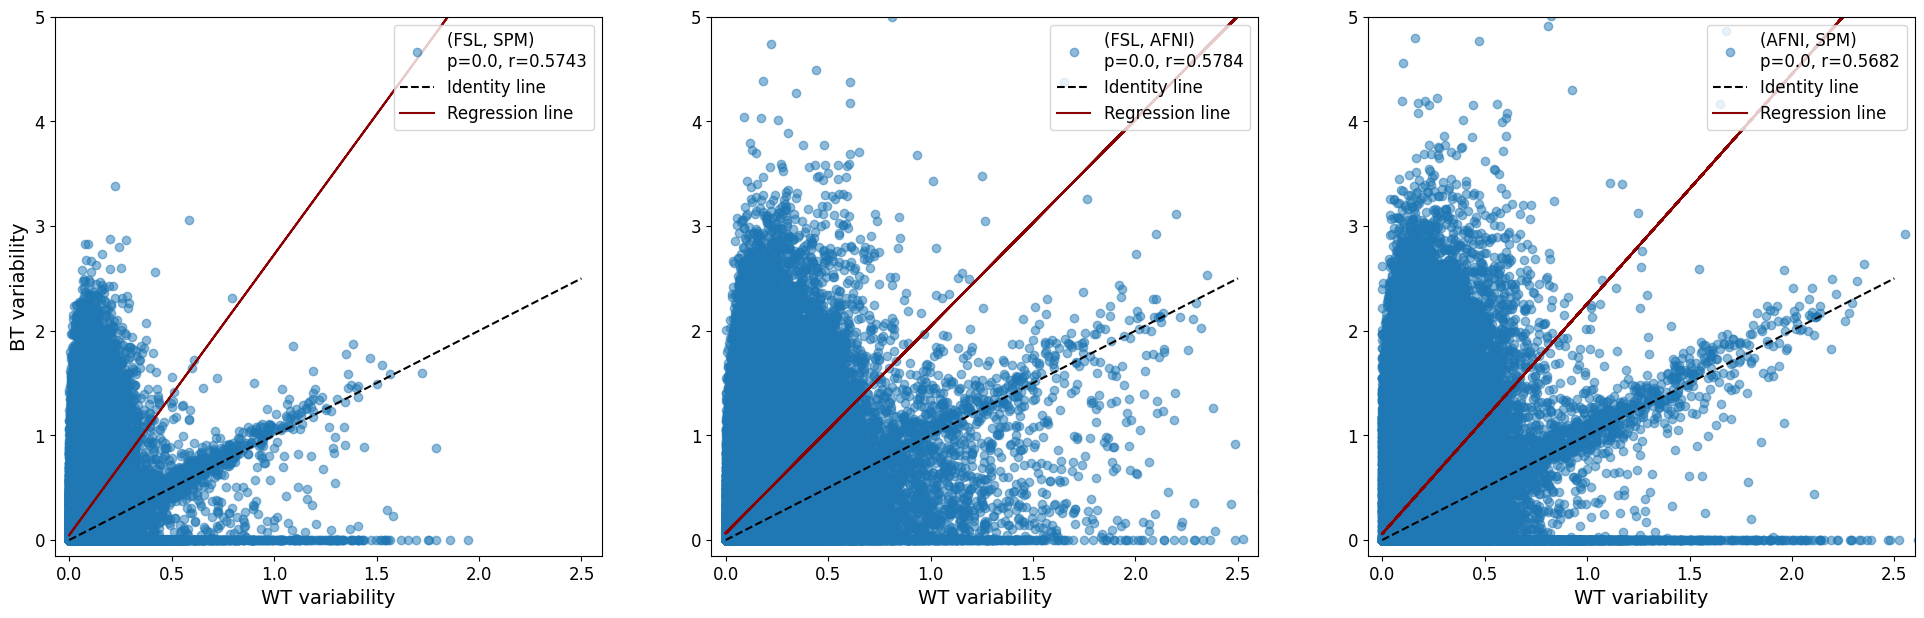 5
4
3
2
1
0
BT variability
0.0 0.5 1.0 1.5 2.0 2.5
WT variability
(FSL, SPM)
p=0.0, r=0.5743
Identity line
Regression line
5
4
3
2
1
0
0.0 0.5 1.0 1.5 2.0 2.5
WT variability
(FSL, AFNI)
p=0.0, r=0.5784
Identity line
Regression line
5
4
3
2
1
0
0.0 0.5 1.0 1.5 2.0 2.5
WT variability
(AFNI, SPM)
p=0.0, r=0.5682
Identity line
Regression line